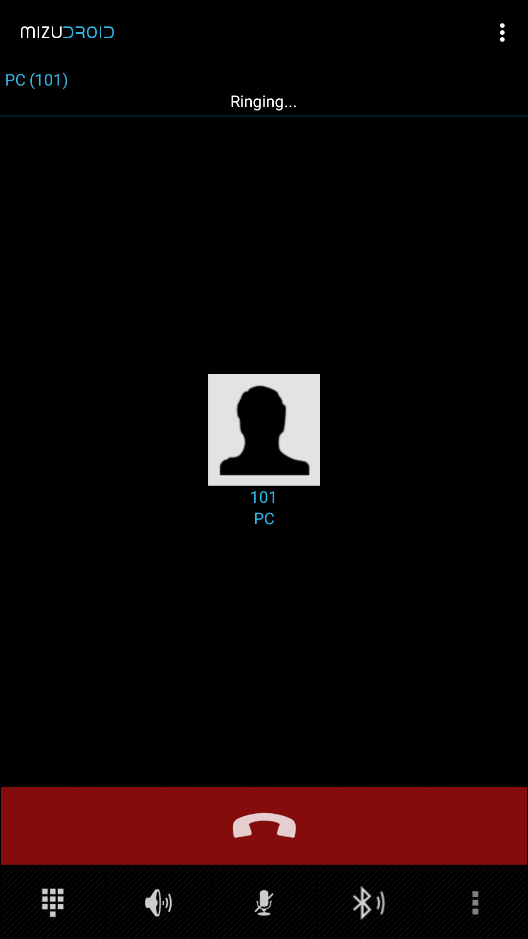 MIZUDROID
PC (101)
Ringing...
101
PC